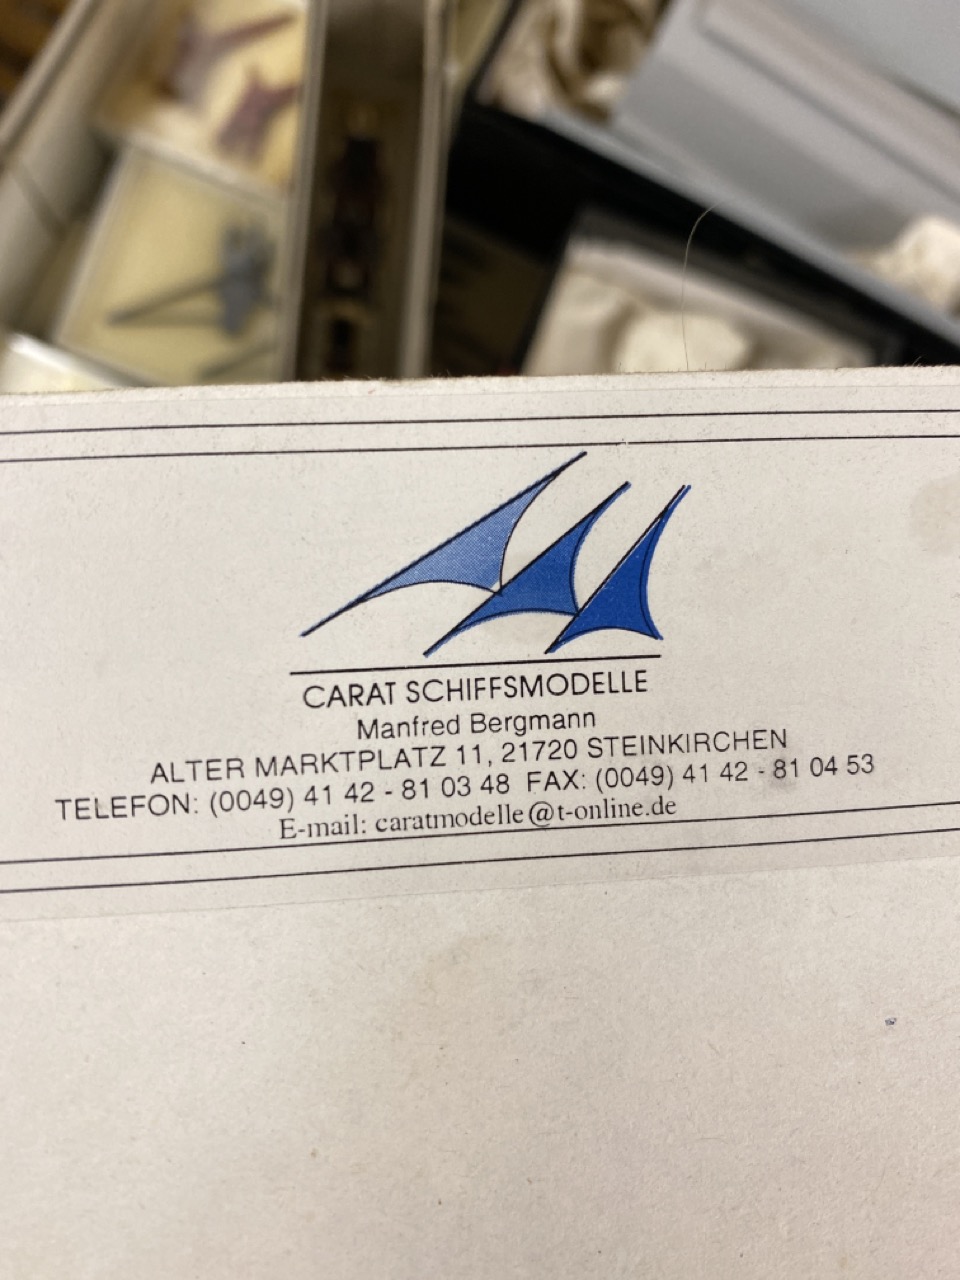 CARAT SCHIFFSMODELLE
Manfred Bergmann
ALTER MARKTPLATZ 11, 21720 STEINKIRCHEN
TELEFON: (0049) 41 42 - 81 03 48 FAX: (0049) 41 42 - 81 04 53
E-mail: caratmodelle@t-online.de